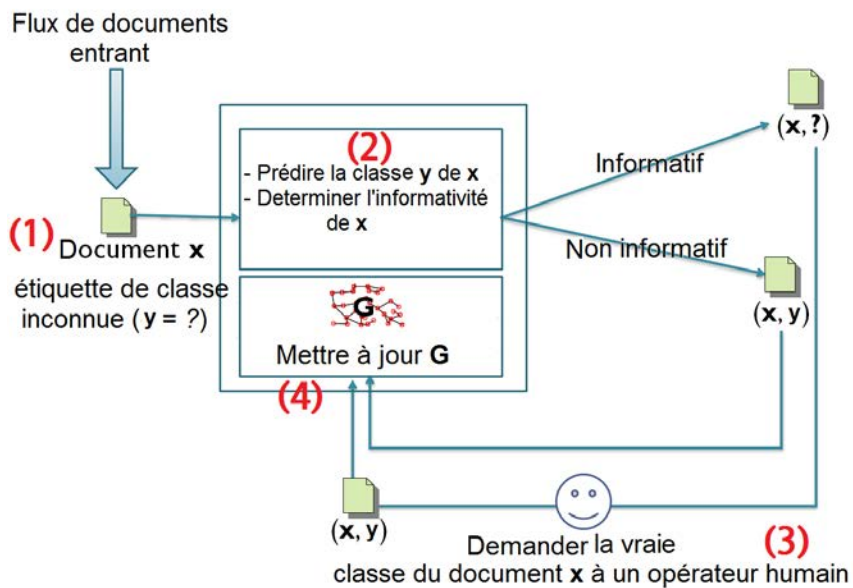 Flux de documents
entrant
(1)
Document x
étiquette de classe
inconnue ( y = ? )
(2)
- Prédire la classe y de x
- Determiner l'informativité
de x
G
Mettre à jour G
(4)
Informatif
(x, ?)
Non informatif
(x, y)
(x, y)
Demander la vraie
(3)
classe du document x à un opérateur humain